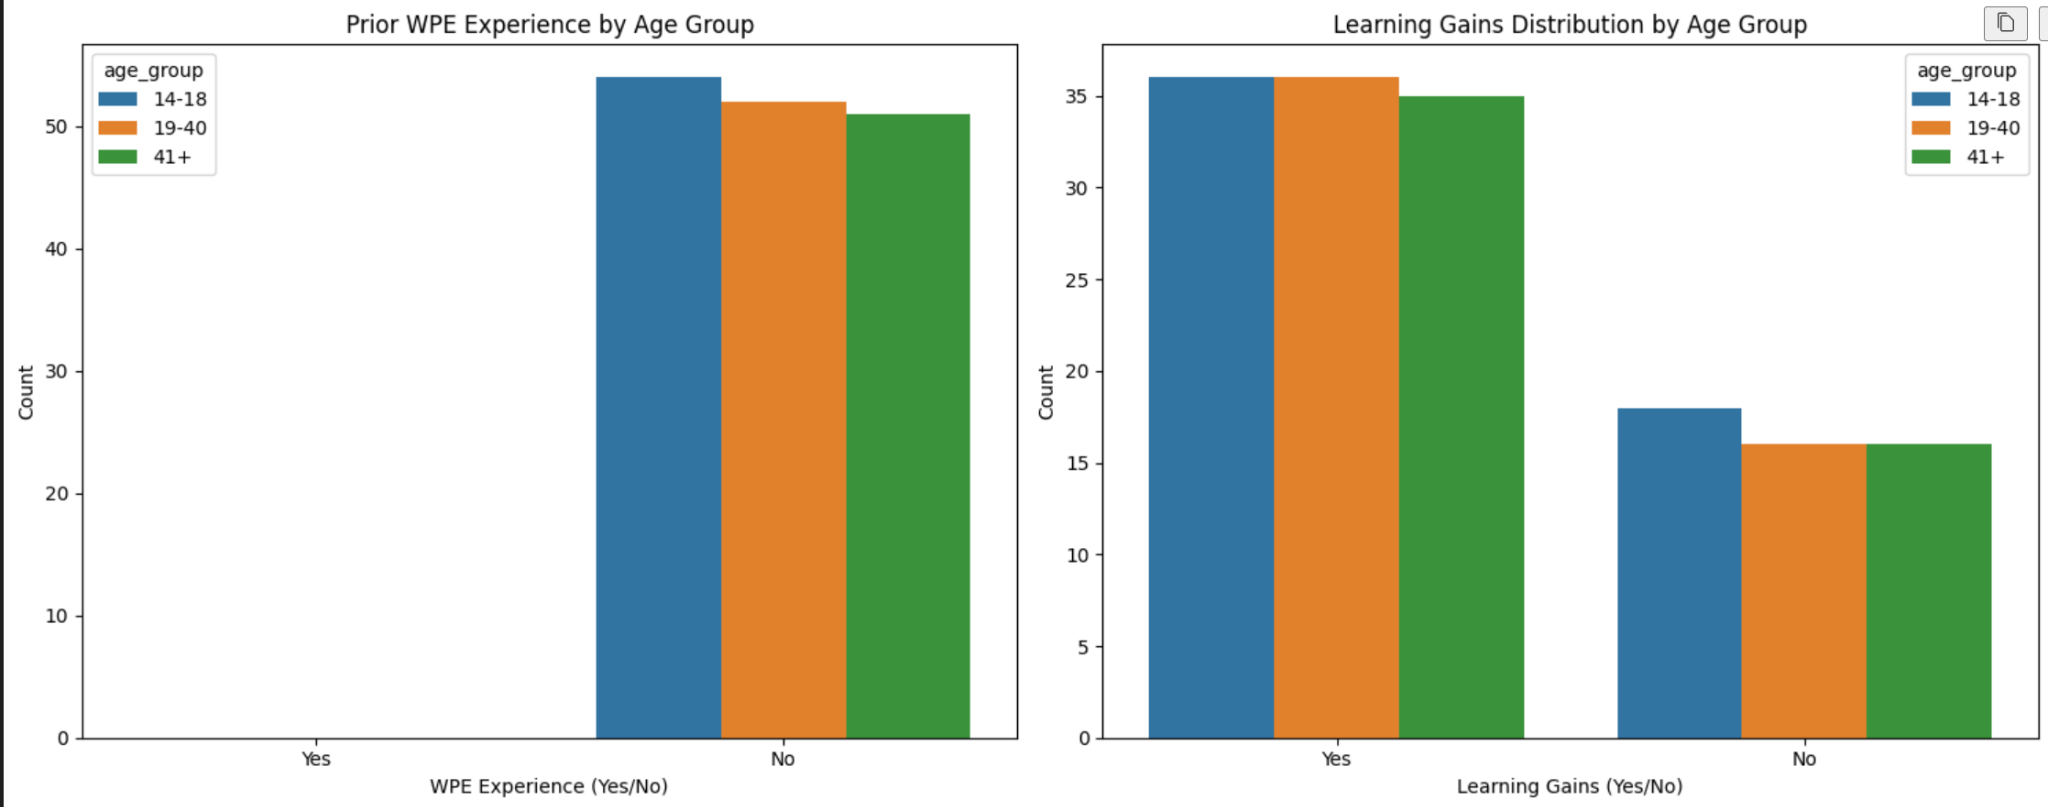 Prior WPE Experience by Age Group
age_group
14-18
19-40
41+
50
40
30
20
10
0
Count
Yes
No
WPE Experience (Yes/No)
Learning Gains Distribution by Age Group
age_group
14-18
19-40
41+
35
30
25
20
15
10
5
0
Count
Yes
No
Learning Gains (Yes/No)